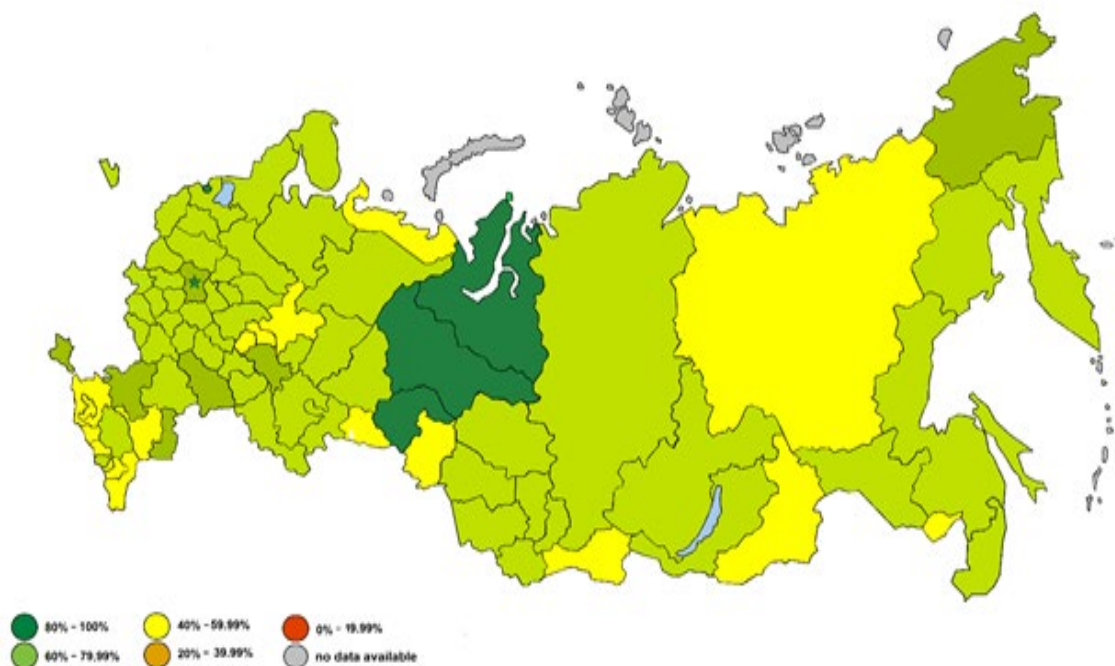 80% - 100%
40% - 59.99%
0% - 19.99%
60% - 79.99%
20% - 39.99%
no data available